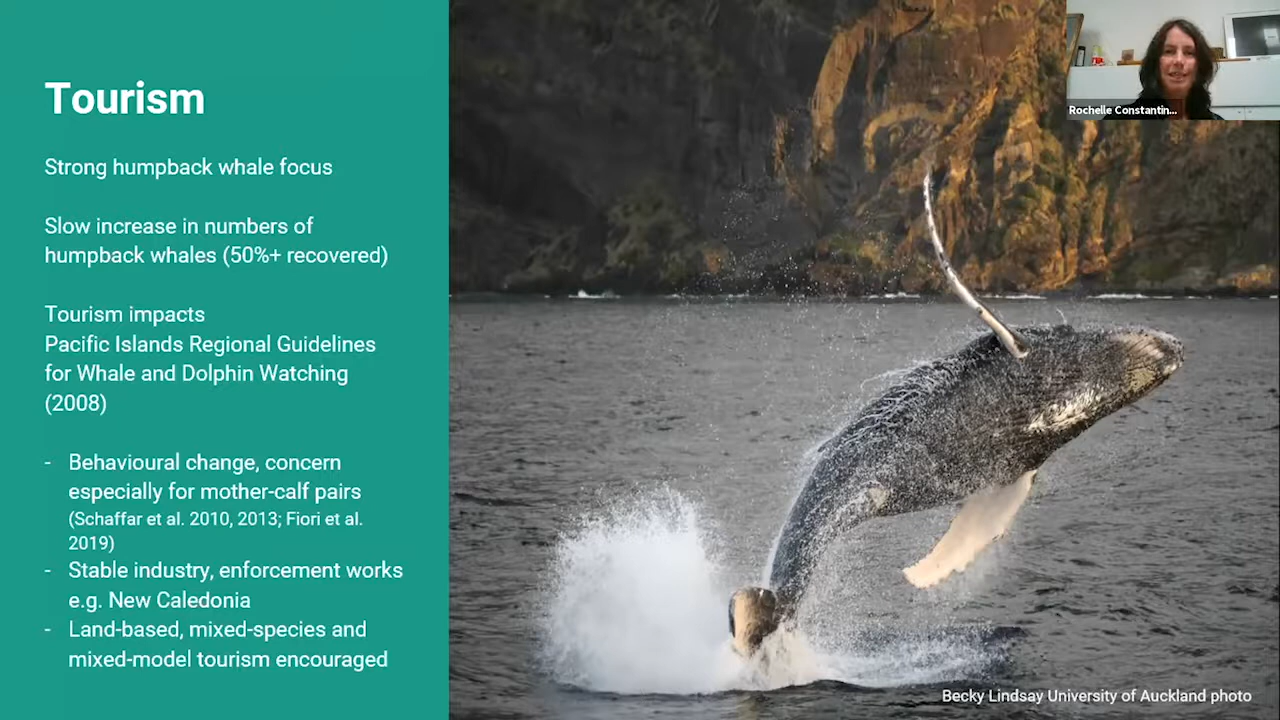 Tourism
Strong humpback whale focus
Slow increase in numbers of
humpback whales (50%+ recovered)
Tourism impacts
Pacific Islands Regional Guidelines
for Whale and Dolphin Watching
(2008)
- Behavioural change, concern
especially for mother-calf pairs
(Schaffar et al. 2010, 2013; Fiori et al.
2019)
- Stable industry, enforcement works
e.g. New Caledonia
- Land-based, mixed-species and
mixed-model tourism encouraged
Rochelle Constantin...
Becky Lindsay University of Auckland photo